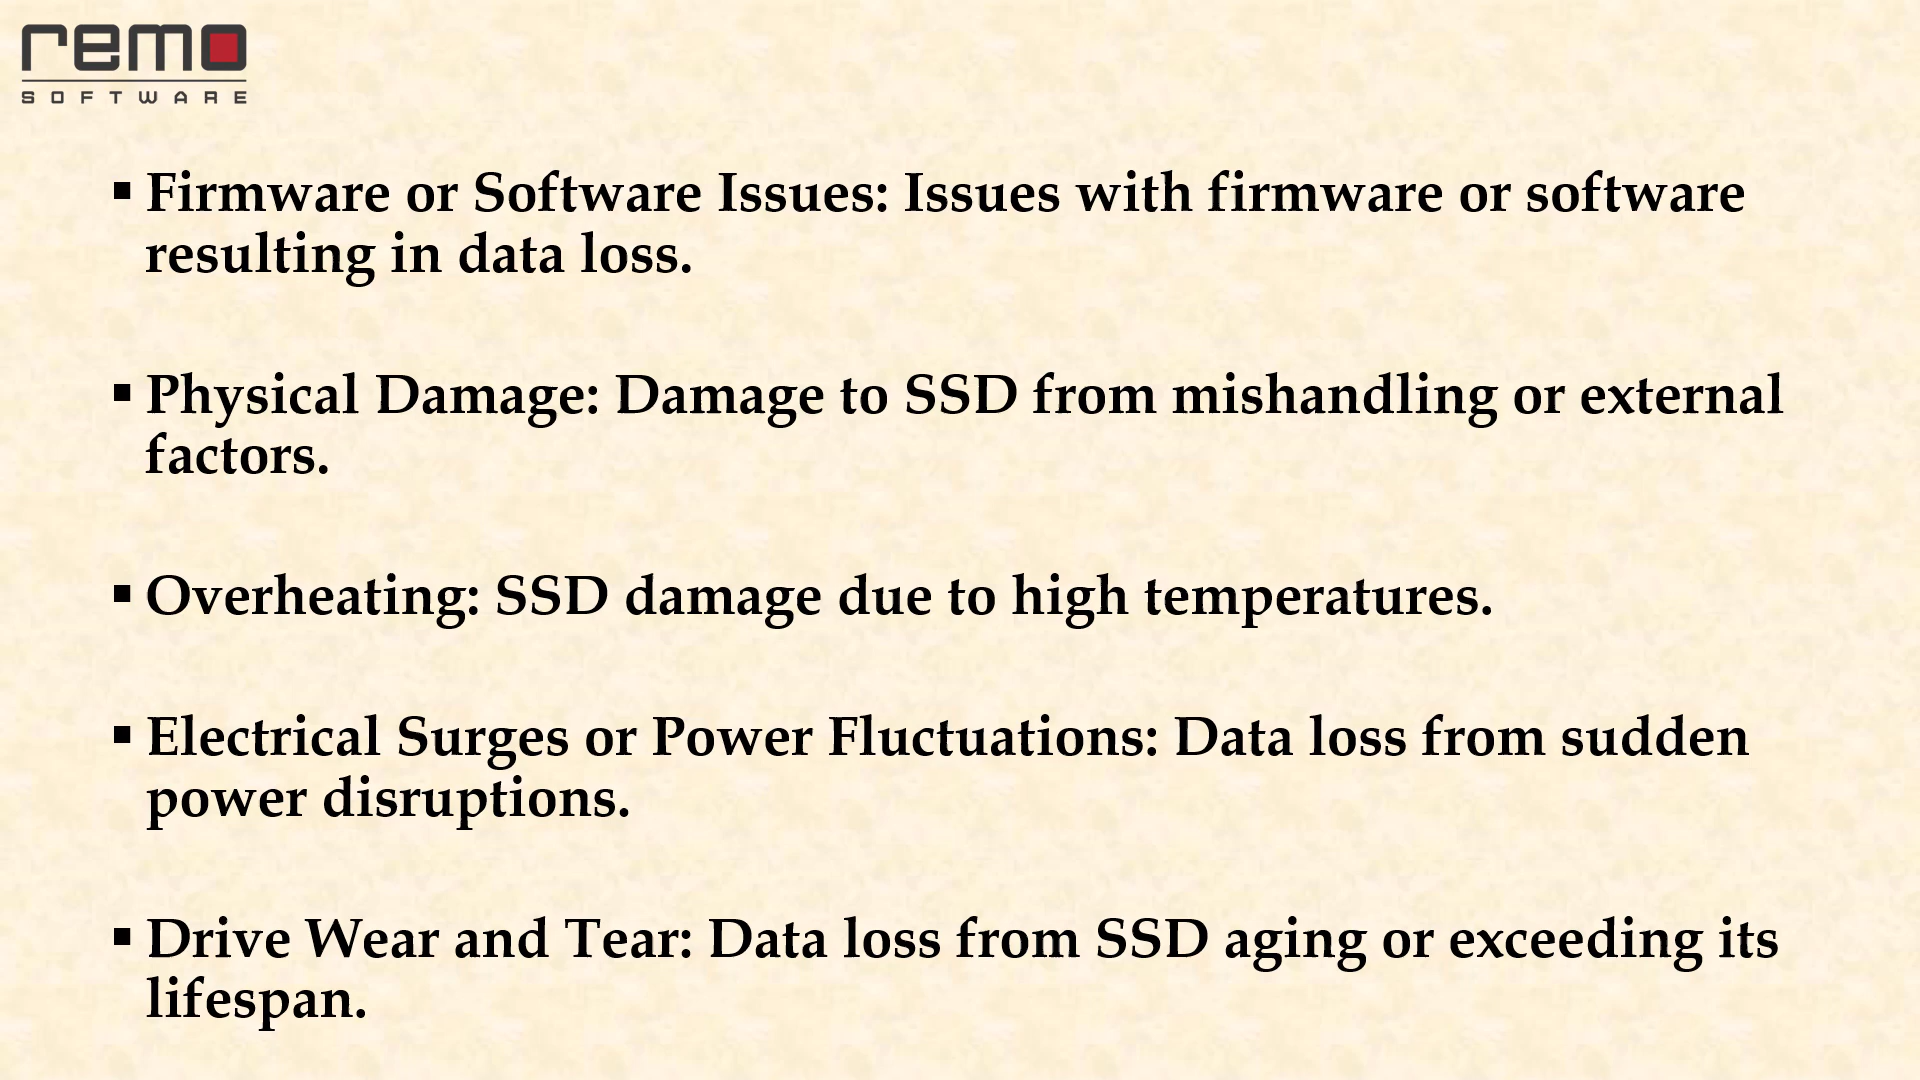 remo
SOFTWARE
▪ Firmware or Software Issues: Issues with firmware or software
resulting in data loss.
▪ Physical Damage: Damage to SSD from mishandling or external
factors.
▪ Overheating: SSD damage due to high temperatures.
▪ Electrical Surges or Power Fluctuations: Data loss from sudden
power disruptions.
▪ Drive Wear and Tear: Data loss from SSD aging or exceeding its
lifespan.